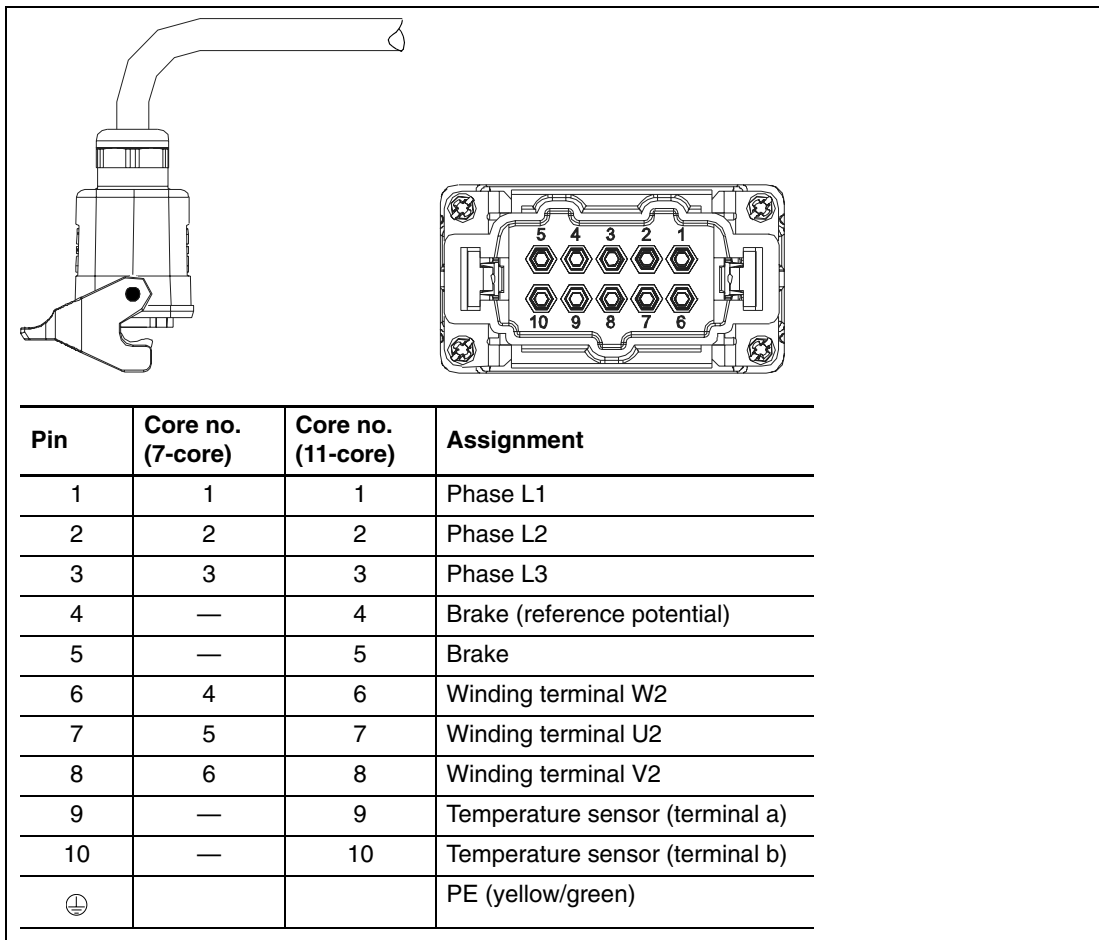 5 4 3 2 1
10 9 8 7 6
Pin Core no. (7-core) Core no. (11-core) Assignment
1 1 1 Phase L1
2 2 2 Phase L2
3 3 3 Phase L3
4 — 4 Brake (reference potential)
5 — 5 Brake
6 4 6 Winding terminal W2
7 5 7 Winding terminal U2
8 6 8 Winding terminal V2
9 — 9 Temperature sensor (terminal a)
10 — 10 Temperature sensor (terminal b)
PE (yellow/green)